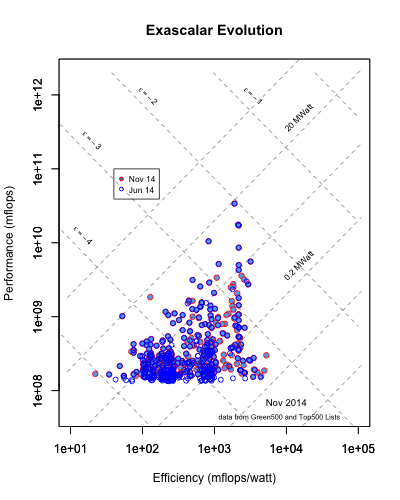 Exascalar Evolution
Performance (mflops)
1e+12
1e+11
1e+10
1e+09
1e+08
ε=−2
ε=−1
20 MWatt
ε=−3
Nov 14
Jun 14
ε=−4
0.2 MWatt
Nov 2014
data from Green500 and Top500 Lists
1e+01 1e+02 1e+03 1e+04 1e+05
Efficiency (mflops/watt)